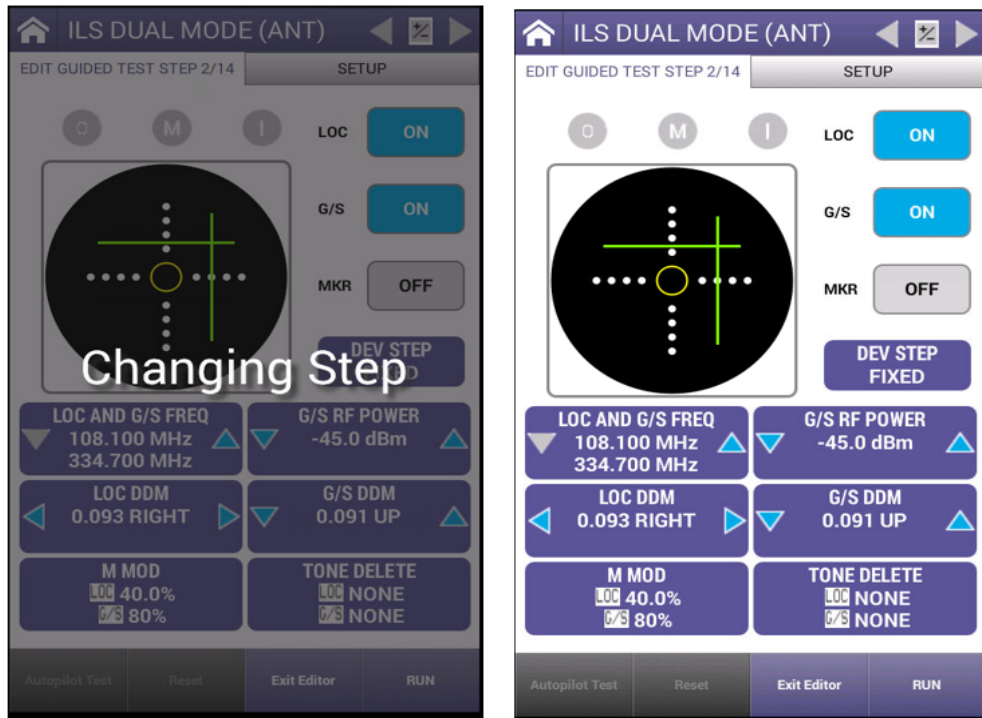 ILS DUAL MODE (ANT)
EDIT GUIDED TEST STEP 2/14
SETUP
O M I
LOC ON
G/S ON
MKR OFF
DEV STEP
FIXED
Changing Step
LOC AND G/S FREQ
108.100 MHz
334.700 MHz
G/S RF POWER
-45.0 dBm
LOC DDM
0.093 RIGHT
G/S DDM
0.091 UP
M MOD
LOC 40.0%
G/S 80%
TONE DELETE
LOC NONE
G/S NONE
Autopilot Test Reset Exit Editor RUN
ILS DUAL MODE (ANT)
EDIT GUIDED TEST STEP 2/14
SETUP
O M I
LOC ON
G/S ON
MKR OFF
DEV STEP
FIXED
LOC AND G/S FREQ
108.100 MHz
334.700 MHz
G/S RF POWER
-45.0 dBm
LOC DDM
0.093 RIGHT
G/S DDM
0.091 UP
M MOD
LOC 40.0%
G/S 80%
TONE DELETE
LOC NONE
G/S NONE
Autopilot Test Reset Exit Editor RUN